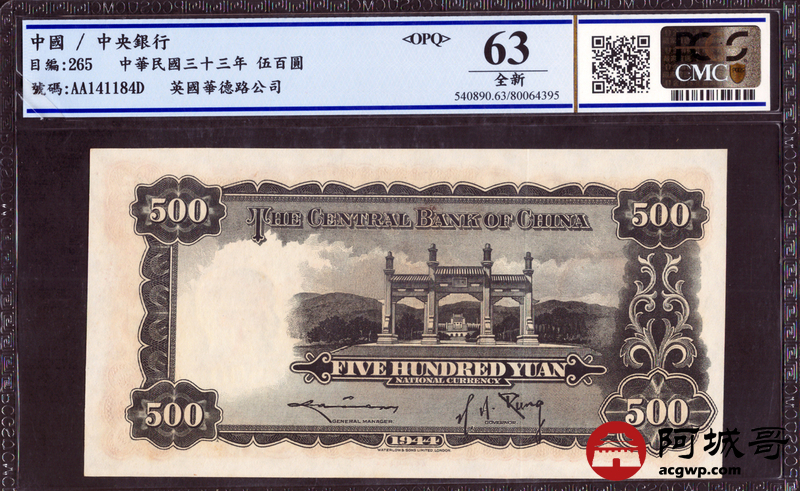 中國 / 中央銀行
目編:265 中華民國三十三年 伍百圓
號碼:AA141184D 英國華德路公司
<OPQ>
63
全新
540890.63/80064395
CMC
500
500
THE CENTRAL BANK OF CHINA
FIVE HUNDRED YUAN
NATIONAL CURRENCY
GENERAL MANAGER
GOVERNOR
500
500
1944
WATERLOW & SONS LIMITED, LONDON
阿城哥
acgwp.com